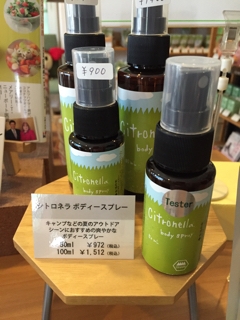 ¥900
Citronella
body spray
Citronella
body spray
Teater
Citronella
body spray
シトロネラ ボディースプレー
キャンプなどの夏のアウトドア
シーンにおすすめの爽やかな
ボディースプレー
50ml ¥972(税込)
100ml ¥1,512(税込)